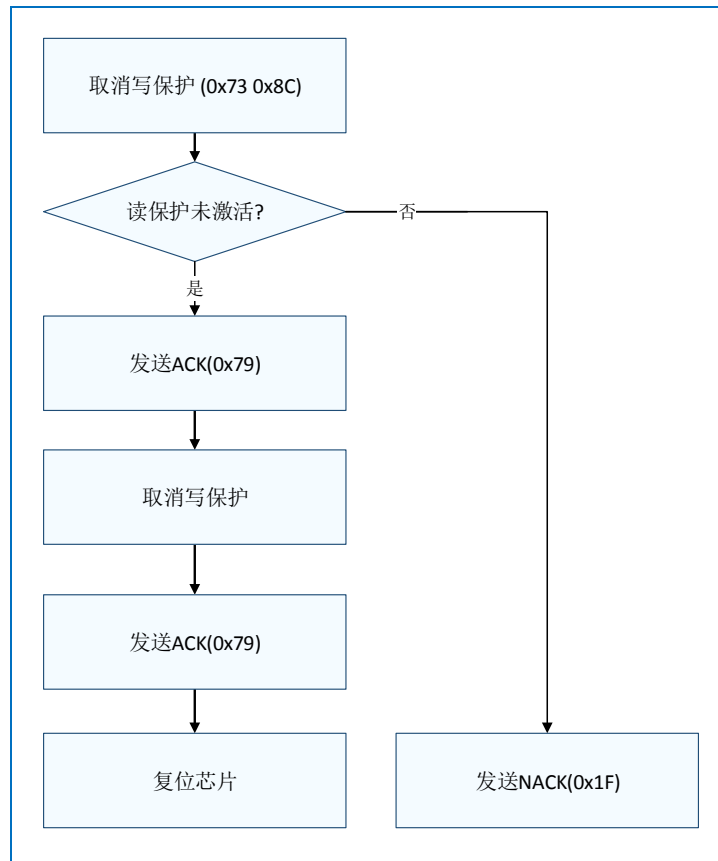 取消写保护 (0x73 0x8C)
读保护未激活?
否
是
发送ACK(0x79)
取消写保护
发送ACK(0x79)
复位芯片
发送NACK(0x1F)